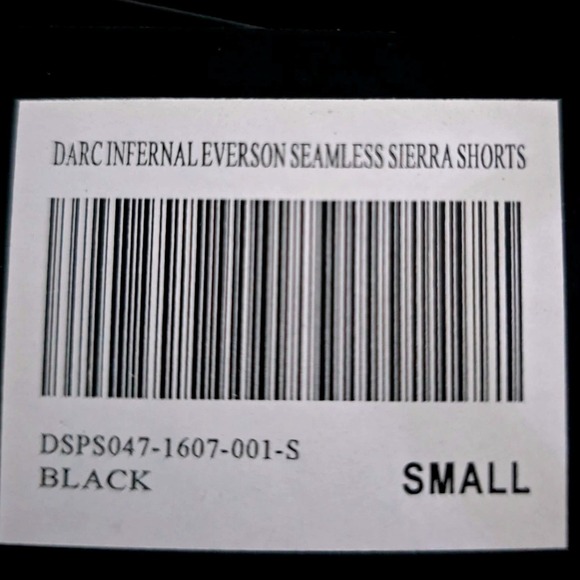 DARC INFERNAL EVERSON SEAMLESS SIERRA SHORTS
DSPS047-1607-001-S
BLACK
SMALL